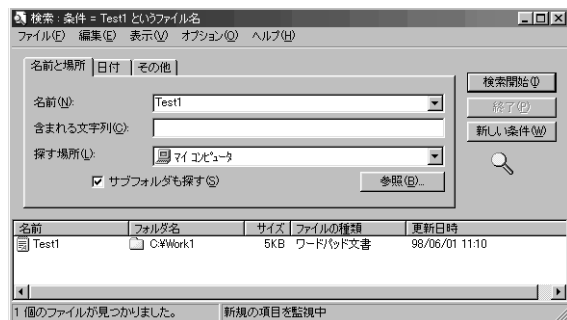 検索 : 条件 = Test1 というファイル名
ファイル(F) 編集(E) 表示(V) オプション(O) ヘルプ(H)
名前と場所 日付 その他
名前(N): Test1
含まれる文字列(C):
探す場所(L): マイ コンピュータ
サブフォルダも探す(S) 参照(B)...
検索開始(I)
終了(P)
新しい条件(W)
名前 フォルダ名 サイズ ファイルの種類 更新日時
Test1 C:¥Work1 5KB ワードパッド文書 98/06/01 11:10
1 個のファイルが見つかりました。 新規の項目を監視中